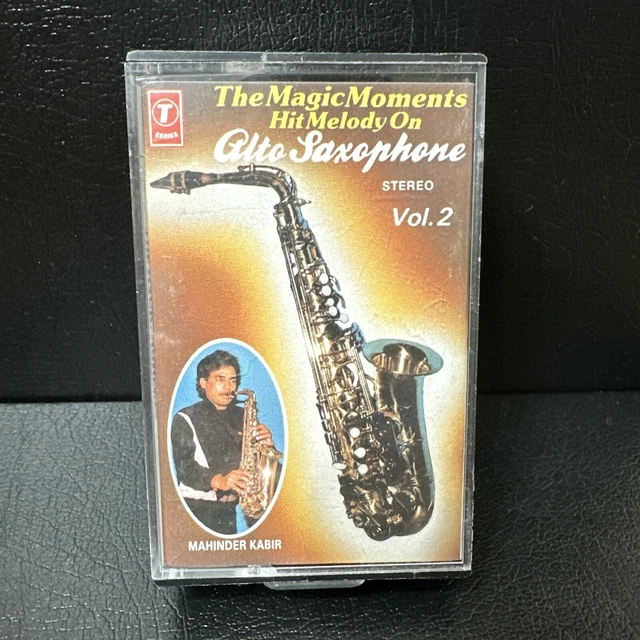 T
SERIES
The Magic Moments
Hit Melody On
Alto Saxophone
STEREO
Vol. 2
MAHINDER KABIR